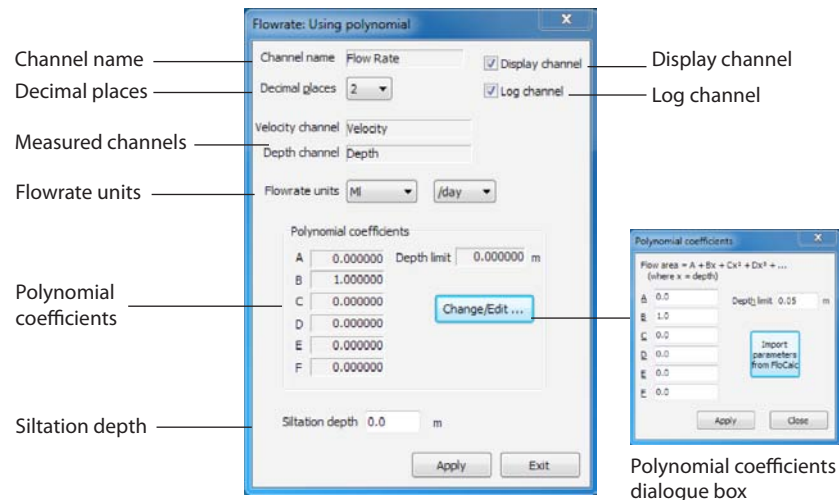 Flowrate: Using polynomial
x
Channel name
Channel name
Flow Rate
Display channel
Display channel
Decimal places
Decimal places
2
Log channel
Log channel
Measured channels
Velocity channel
Velocity
Depth channel
Depth
Flowrate units
Flowrate units
Ml
/day
Polynomial coefficients
Polynomial coefficients
A 0.000000
Depth limit 0.000000 m
B 1.000000
C 0.000000
D 0.000000
E 0.000000
F 0.000000
Change/Edit ...
Siltation depth
Siltation depth 0.0 m
Apply
Exit
Polynomial coefficients
x
Flow area = A + Bx + Cx² + Dx³ + ...
(where x = depth)
A 0.0
Depth limit 0.05 m
B 1.0
C 0.0
D 0.0
E 0.0
F 0.0
Import
parameters
from FloCalc
Apply
Close
Polynomial coefficients
dialogue box